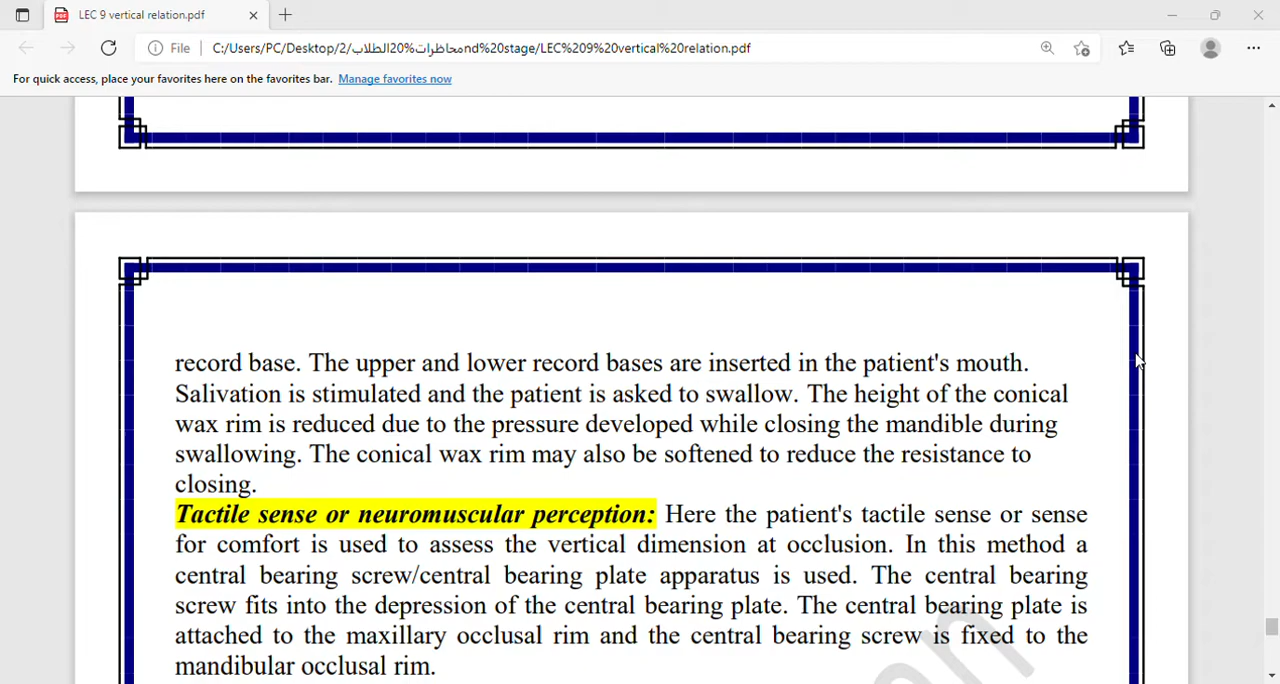 LEC 9 vertical relation.pdf
File
C:/Users/PC/Desktop/2/محاظرات%20الطلابnd%20stage/LEC%209%20vertical%20relation.pdf
For quick access, place your favorites here on the favorites bar. Manage favorites now
record base. The upper and lower record bases are inserted in the patient's mouth.
Salivation is stimulated and the patient is asked to swallow. The height of the conical
wax rim is reduced due to the pressure developed while closing the mandible during
swallowing. The conical wax rim may also be softened to reduce the resistance to
closing.
Tactile sense or neuromuscular perception: Here the patient's tactile sense or sense
for comfort is used to assess the vertical dimension at occlusion. In this method a
central bearing screw/central bearing plate apparatus is used. The central bearing
screw fits into the depression of the central bearing plate. The central bearing plate is
attached to the maxillary occlusal rim and the central bearing screw is fixed to the
mandibular occlusal rim.